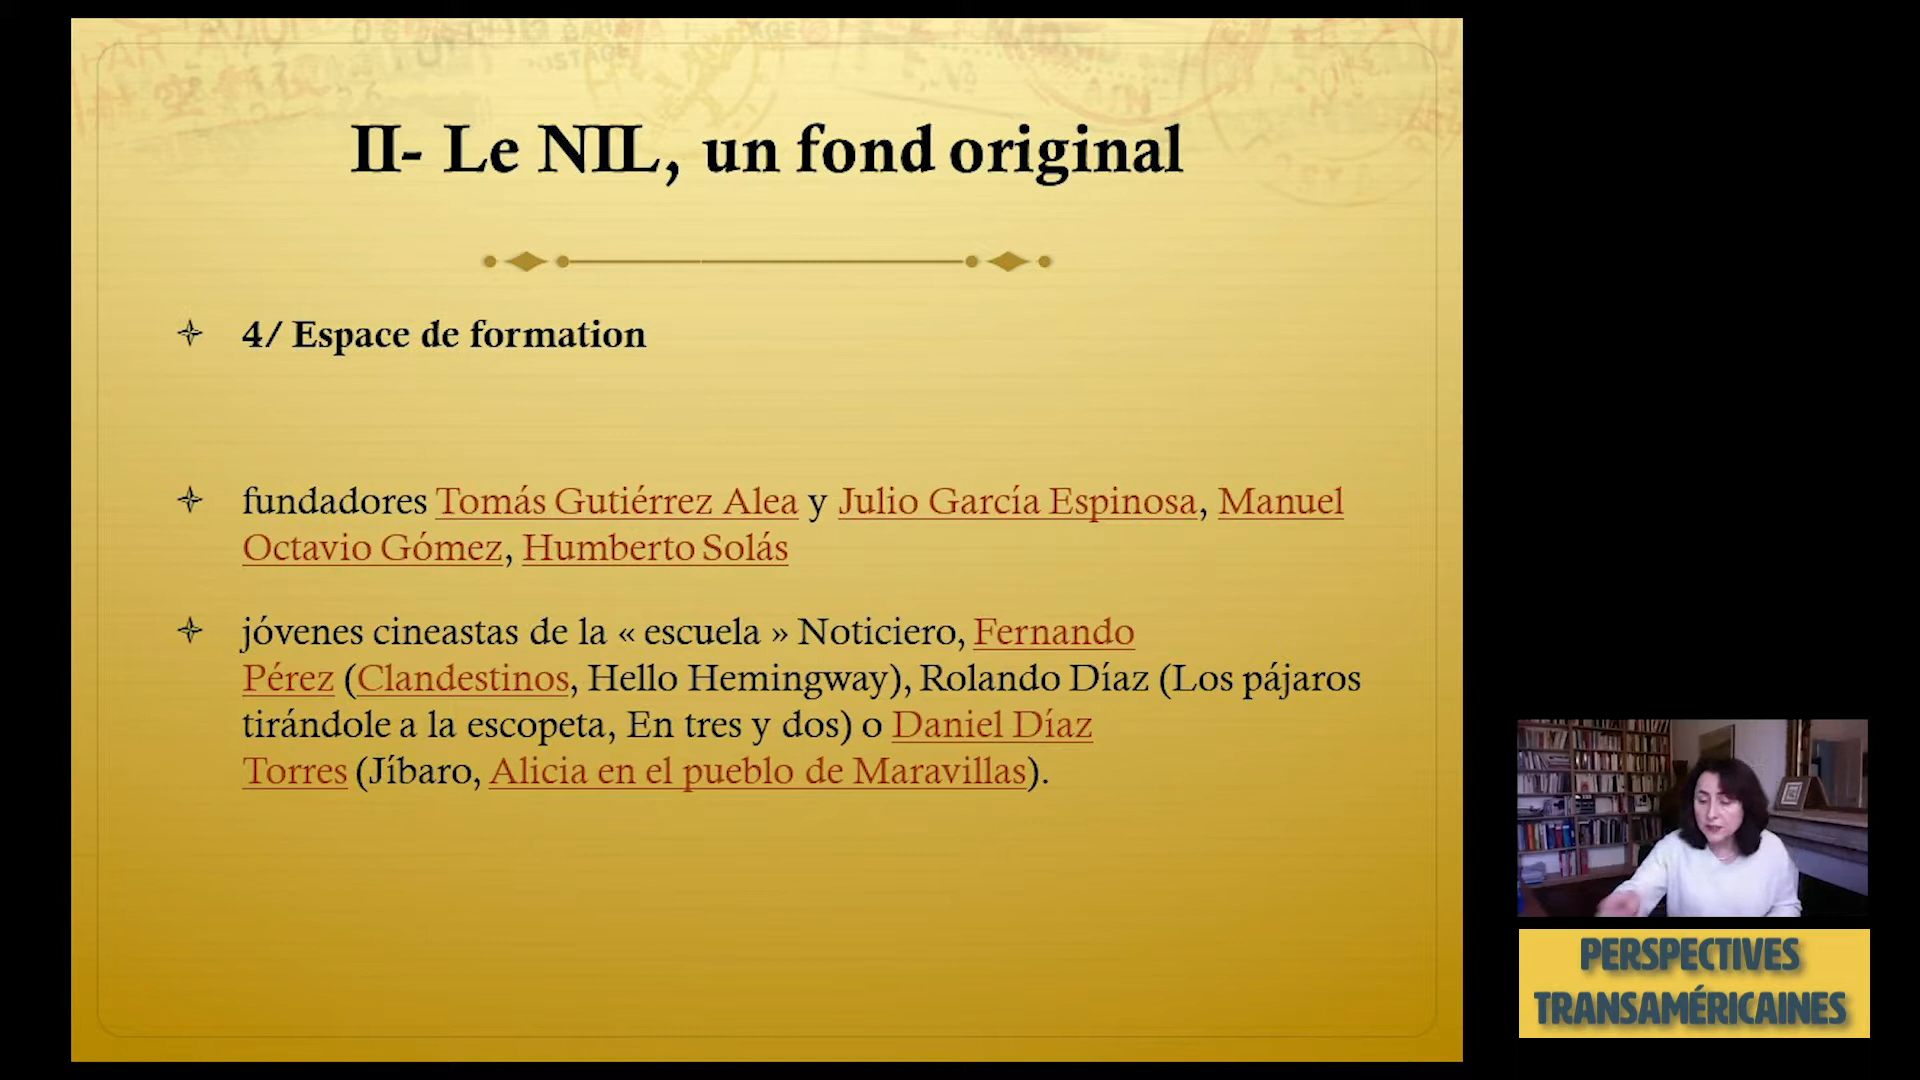 II- Le NIL, un fond original
4/ Espace de formation
fundadores Tomás Gutiérrez Alea y Julio García Espinosa, Manuel
Octavio Gómez, Humberto Solás
jóvenes cineastas de la « escuela » Noticiero, Fernando
Pérez (Clandestinos, Hello Hemingway), Rolando Díaz (Los pájaros
tirándole a la escopeta, En tres y dos) o Daniel Díaz
Torres (Jíbaro, Alicia en el pueblo de Maravillas).
PERSPECTIVES
TRANSAMÉRICAINES